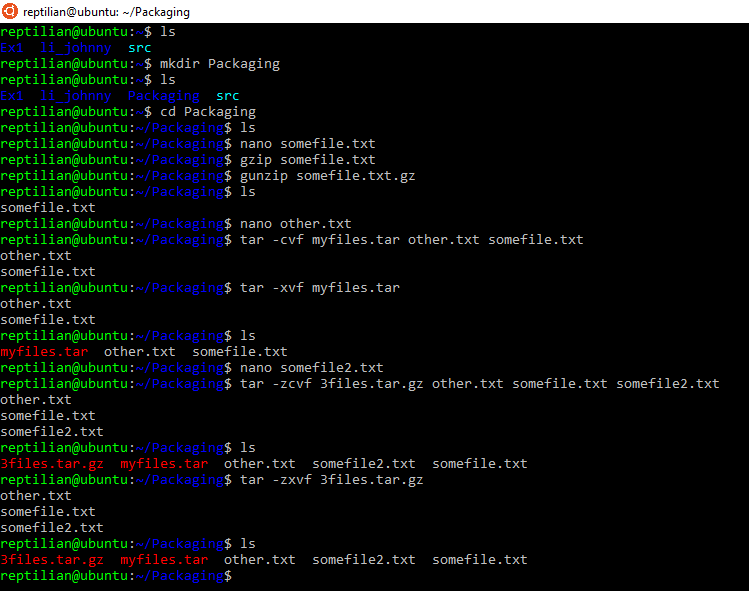 reptilian@ubuntu: ~/Packaging
reptilian@ubuntu:~$ ls
Ex1  li_johnny  src
reptilian@ubuntu:~$ mkdir Packaging
reptilian@ubuntu:~$ ls
Ex1  li_johnny  Packaging  src
reptilian@ubuntu:~$ cd Packaging
reptilian@ubuntu:~/Packaging$ ls
reptilian@ubuntu:~/Packaging$ nano somefile.txt
reptilian@ubuntu:~/Packaging$ gzip somefile.txt
reptilian@ubuntu:~/Packaging$ gunzip somefile.txt.gz
reptilian@ubuntu:~/Packaging$ ls
somefile.txt
reptilian@ubuntu:~/Packaging$ nano other.txt
reptilian@ubuntu:~/Packaging$ tar -cvf myfiles.tar other.txt somefile.txt
other.txt
somefile.txt
reptilian@ubuntu:~/Packaging$ tar -xvf myfiles.tar
other.txt
somefile.txt
reptilian@ubuntu:~/Packaging$ ls
myfiles.tar  other.txt  somefile.txt
reptilian@ubuntu:~/Packaging$ nano somefile2.txt
reptilian@ubuntu:~/Packaging$ tar -zcvf 3files.tar.gz other.txt somefile.txt somefile2.txt
other.txt
somefile.txt
somefile2.txt
reptilian@ubuntu:~/Packaging$ ls
3files.tar.gz  myfiles.tar  other.txt  somefile2.txt  somefile.txt
reptilian@ubuntu:~/Packaging$ tar -zxvf 3files.tar.gz
other.txt
somefile.txt
somefile2.txt
reptilian@ubuntu:~/Packaging$ ls
3files.tar.gz  myfiles.tar  other.txt  somefile2.txt  somefile.txt
reptilian@ubuntu:~/Packaging$